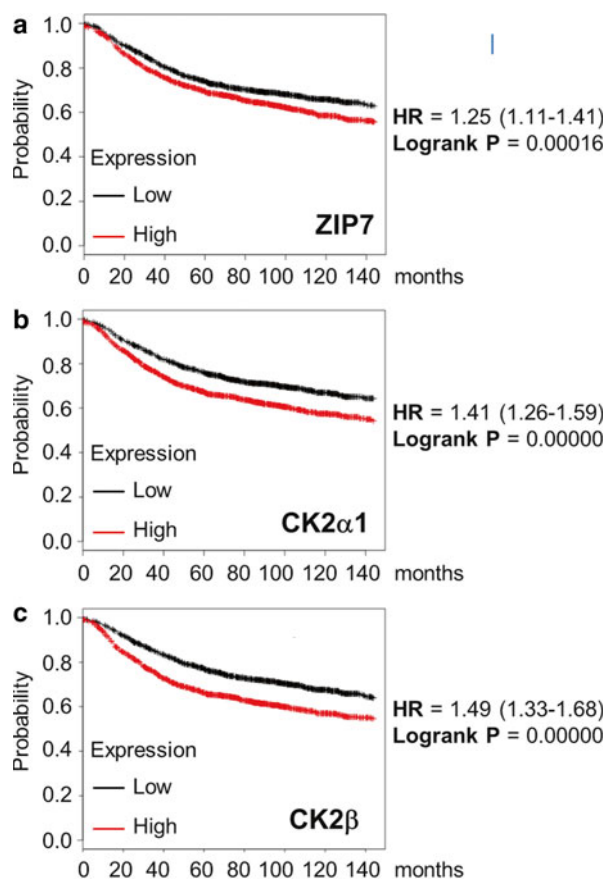 a
Probability
1.0
0.8
0.6
0.4
0.2
0.0
Expression
Low
High
ZIP7
0 20 40 60 80 100 120 140 months
HR = 1.25 (1.11-1.41)
Logrank P = 0.00016
b
Probability
1.0
0.8
0.6
0.4
0.2
0.0
Expression
Low
High
CK2α1
0 20 40 60 80 100 120 140 months
HR = 1.41 (1.26-1.59)
Logrank P = 0.00000
c
Probability
1.0
0.8
0.6
0.4
0.2
0.0
Expression
Low
High
CK2β
0 20 40 60 80 100 120 140 months
HR = 1.49 (1.33-1.68)
Logrank P = 0.00000